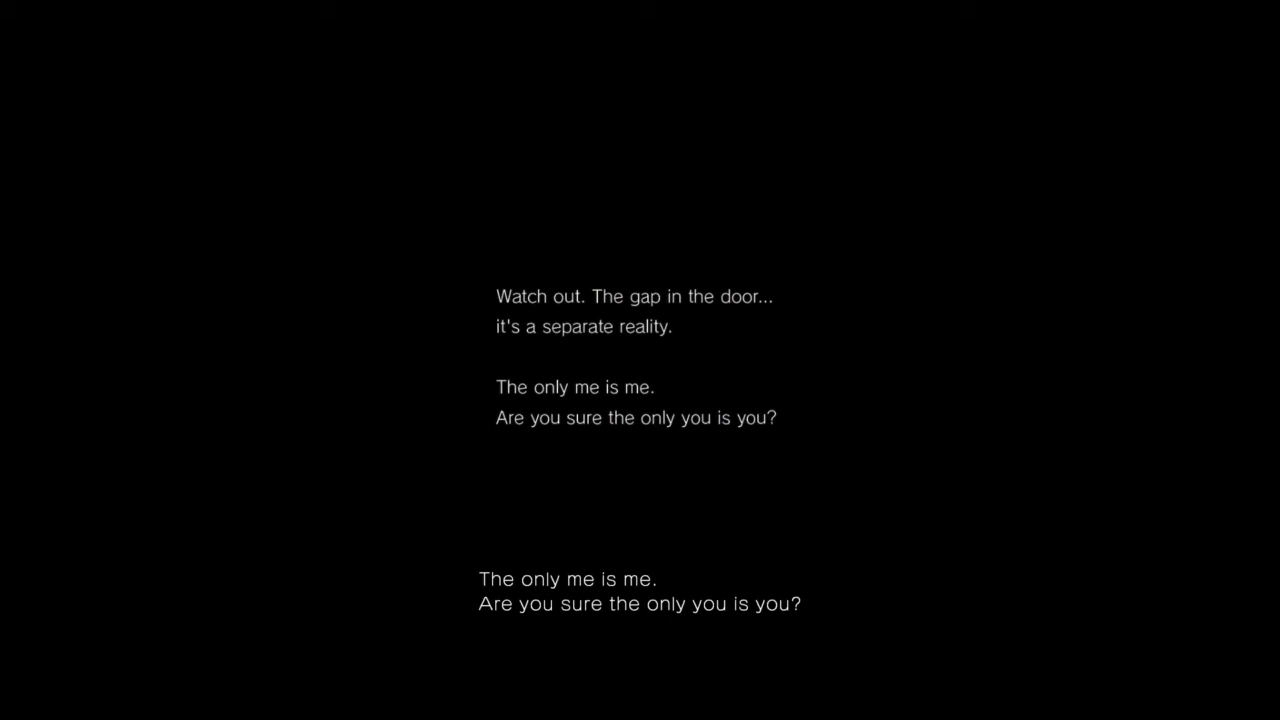 Watch out. The gap in the door...
it's a separate reality.
The only me is me.
Are you sure the only you is you?
The only me is me.
Are you sure the only you is you?